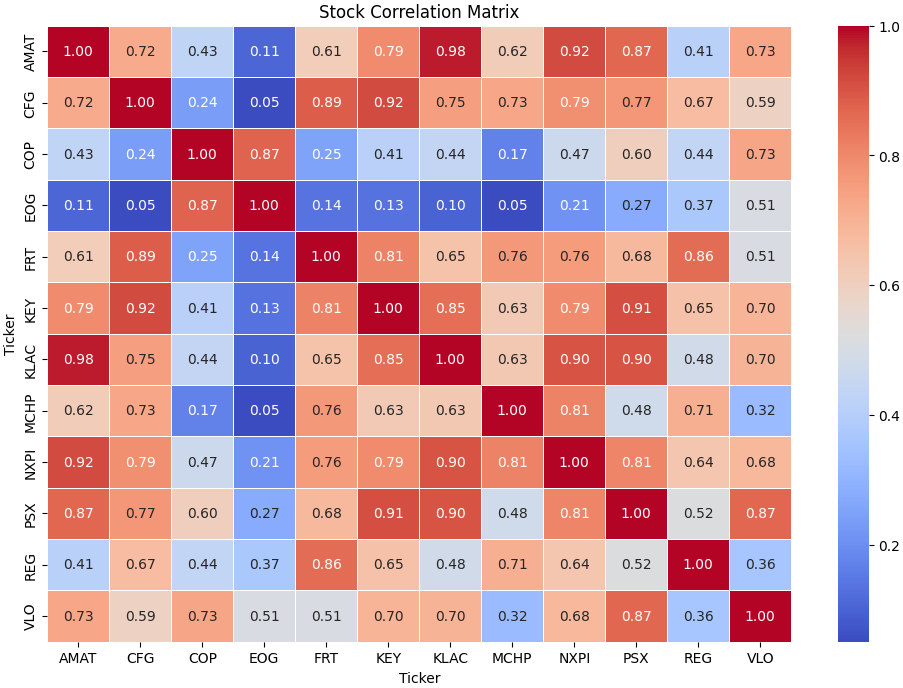 Stock Correlation Matrix
AMAT 1.00 0.72 0.43 0.11 0.61 0.79 0.98 0.62 0.92 0.87 0.41 0.73
CFG 0.72 1.00 0.24 0.05 0.89 0.92 0.75 0.73 0.79 0.77 0.67 0.59
COP 0.43 0.24 1.00 0.87 0.25 0.41 0.44 0.17 0.47 0.60 0.44 0.73
EOG 0.11 0.05 0.87 1.00 0.14 0.13 0.10 0.05 0.21 0.27 0.37 0.51
FRT 0.61 0.89 0.25 0.14 1.00 0.81 0.65 0.76 0.76 0.68 0.86 0.51
KEY 0.79 0.92 0.41 0.13 0.81 1.00 0.85 0.63 0.79 0.91 0.65 0.70
KLAC 0.98 0.75 0.44 0.10 0.65 0.85 1.00 0.63 0.90 0.90 0.48 0.70
MCHP 0.62 0.73 0.17 0.05 0.76 0.63 0.63 1.00 0.81 0.48 0.71 0.32
NXPI 0.92 0.79 0.47 0.21 0.76 0.79 0.90 0.81 1.00 0.81 0.64 0.68
PSX 0.87 0.77 0.60 0.27 0.68 0.91 0.90 0.48 0.81 1.00 0.52 0.87
REG 0.41 0.67 0.44 0.37 0.86 0.65 0.48 0.71 0.64 0.52 1.00 0.36
VLO 0.73 0.59 0.73 0.51 0.51 0.70 0.70 0.32 0.68 0.87 0.36 1.00
AMAT CFG COP EOG FRT KEY KLAC MCHP NXPI PSX REG VLO
Ticker
Ticker
1.0
0.8
0.6
0.4
0.2